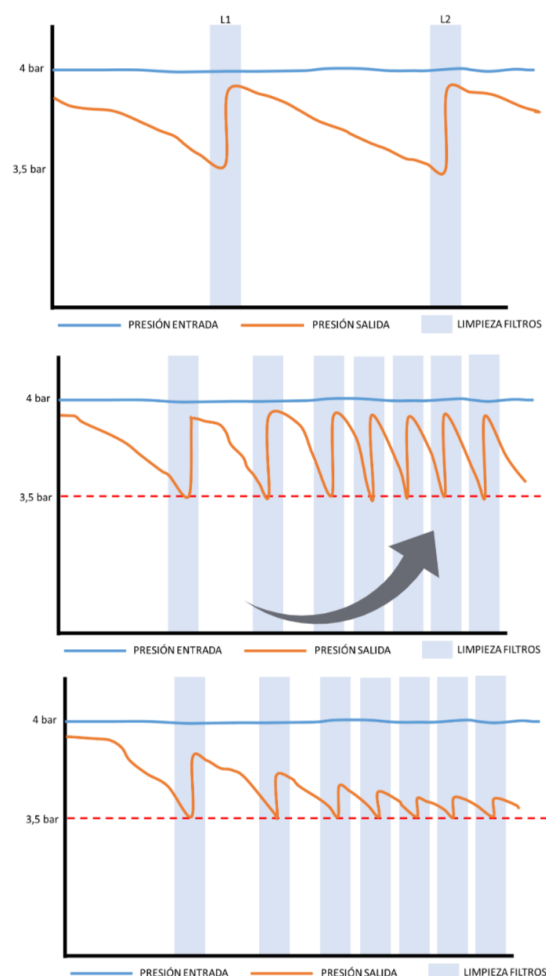 L1 L2
4 bar
3,5 bar
PRESIÓN ENTRADA PRESIÓN SALIDA LIMPIEZA FILTROS
4 bar
3,5 bar
PRESIÓN ENTRADA PRESIÓN SALIDA LIMPIEZA FILTROS
4 bar
3,5 bar
PRESIÓN ENTRADA PRESIÓN SALIDA LIMPIEZA FILTROS